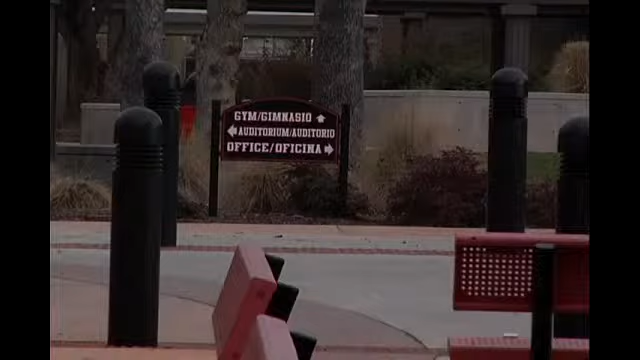 GYM/GIMNASIO ⬆
⬅AUDITORIUM/AUDITORIO
OFFICE/OFICINA➡